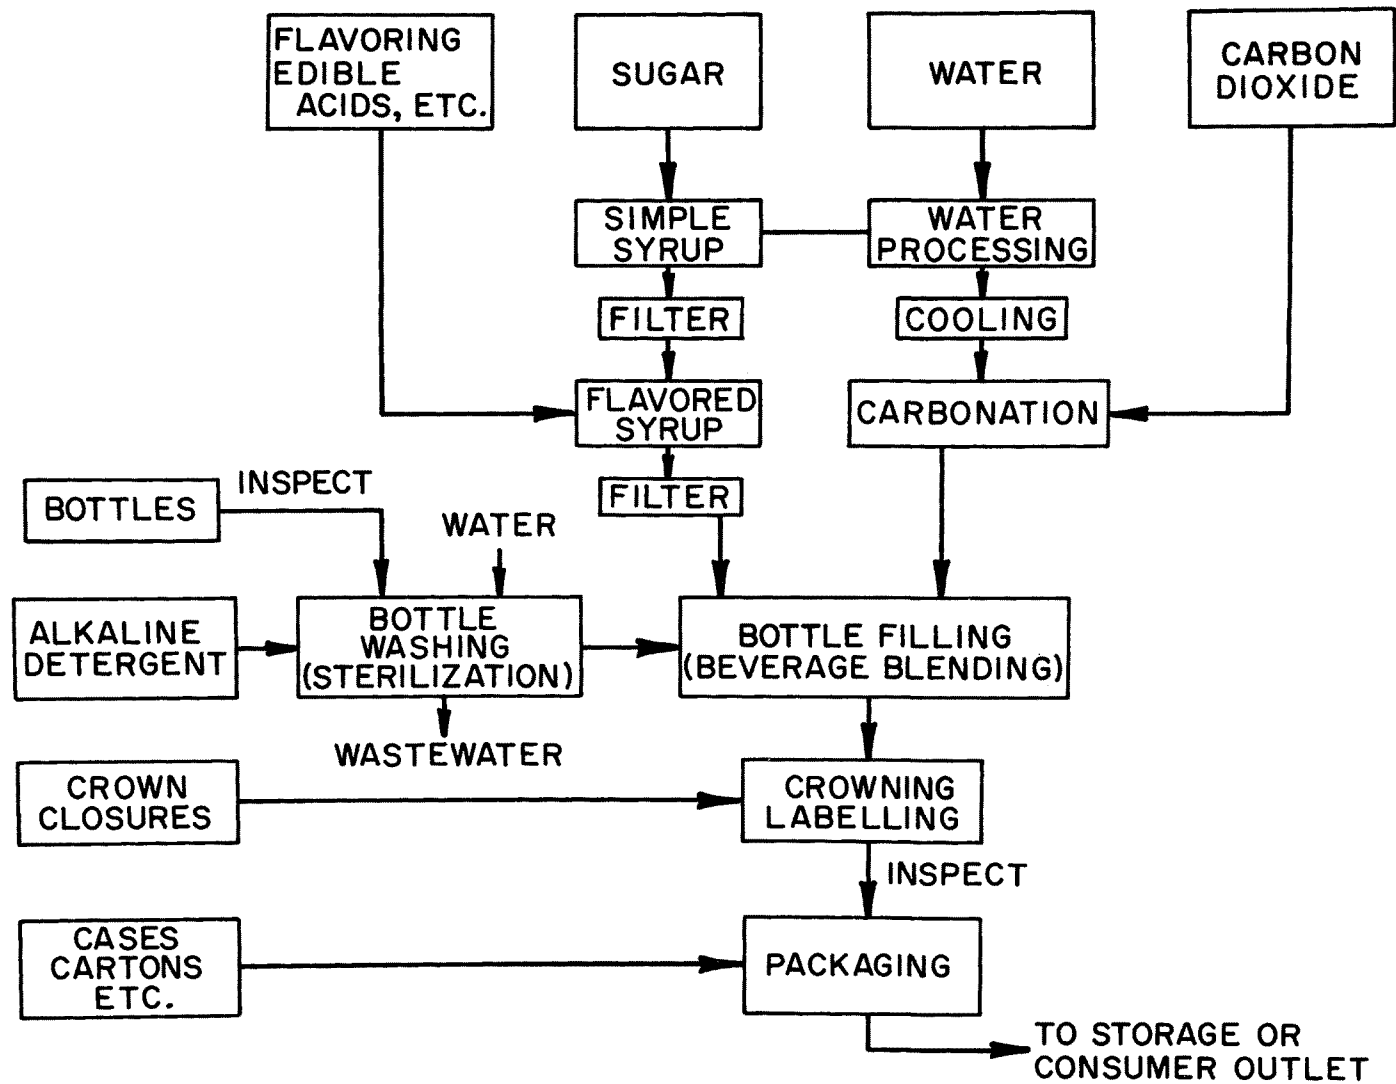 FLAVORING
EDIBLE
ACIDS, ETC.
SUGAR
WATER
CARBON
DIOXIDE
SIMPLE
SYRUP
WATER
PROCESSING
FILTER
COOLING
FLAVORED
SYRUP
CARBONATION
BOTTLES
INSPECT
WATER
FILTER
ALKALINE
DETERGENT
BOTTLE
WASHING
(STERILIZATION)
BOTTLE FILLING
(BEVERAGE BLENDING)
WASTEWATER
CROWN
CLOSURES
CROWNING
LABELLING
INSPECT
CASES
CARTONS
ETC.
PACKAGING
TO STORAGE OR
CONSUMER OUTLET